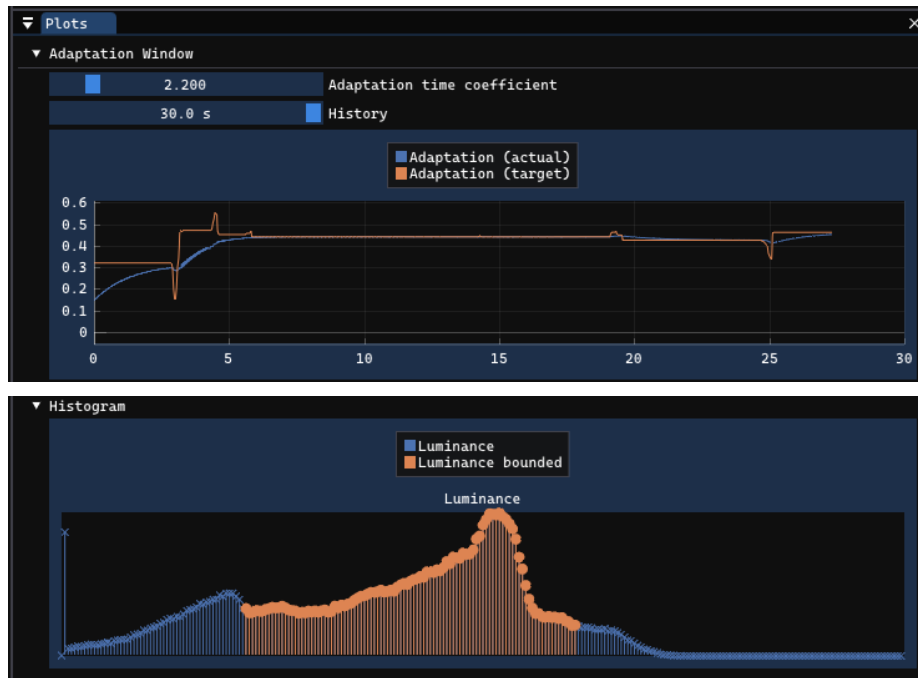 Plots
Adaptation Window
2.200 Adaptation time coefficient
30.0 s History
Adaptation (actual)
Adaptation (target)
0.6
0.5
0.4
0.3
0.2
0.1
0
0 5 10 15 20 25 30
Histogram
Luminance
Luminance bounded
Luminance